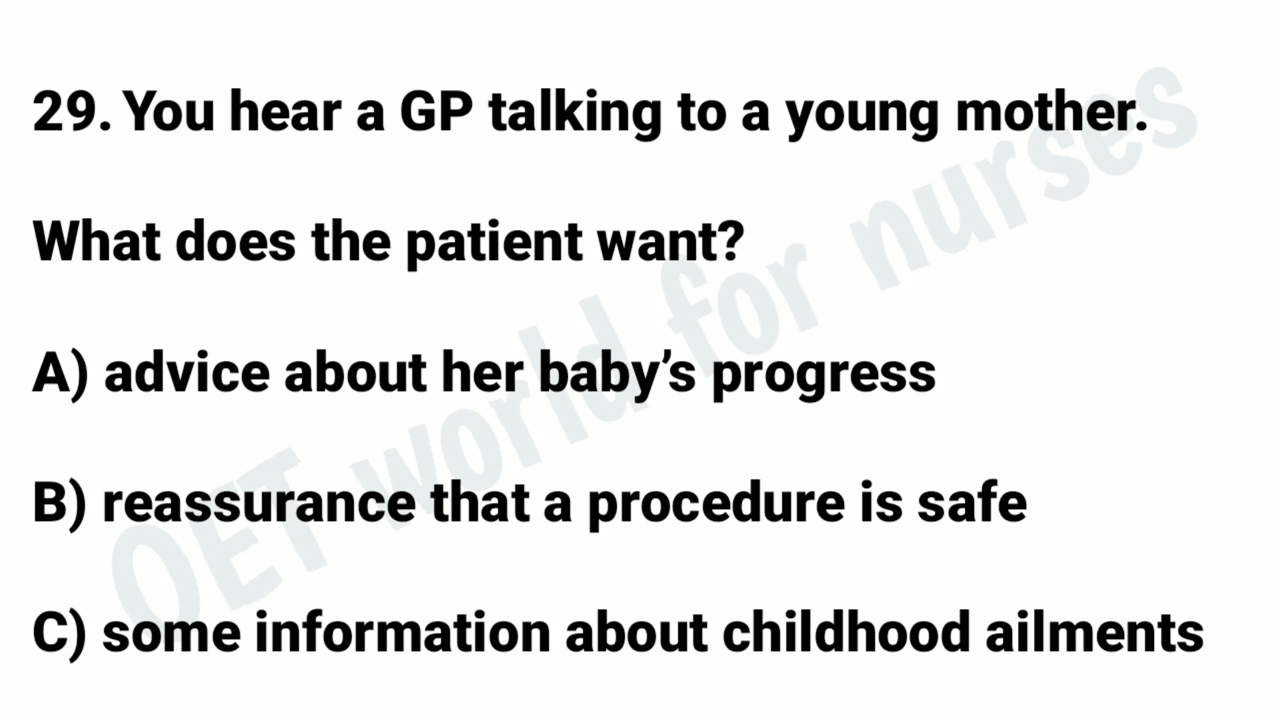 29. You hear a GP talking to a young mother.
What does the patient want?
A) advice about her baby’s progress
B) reassurance that a procedure is safe
C) some information about childhood ailments
OET world for nurses